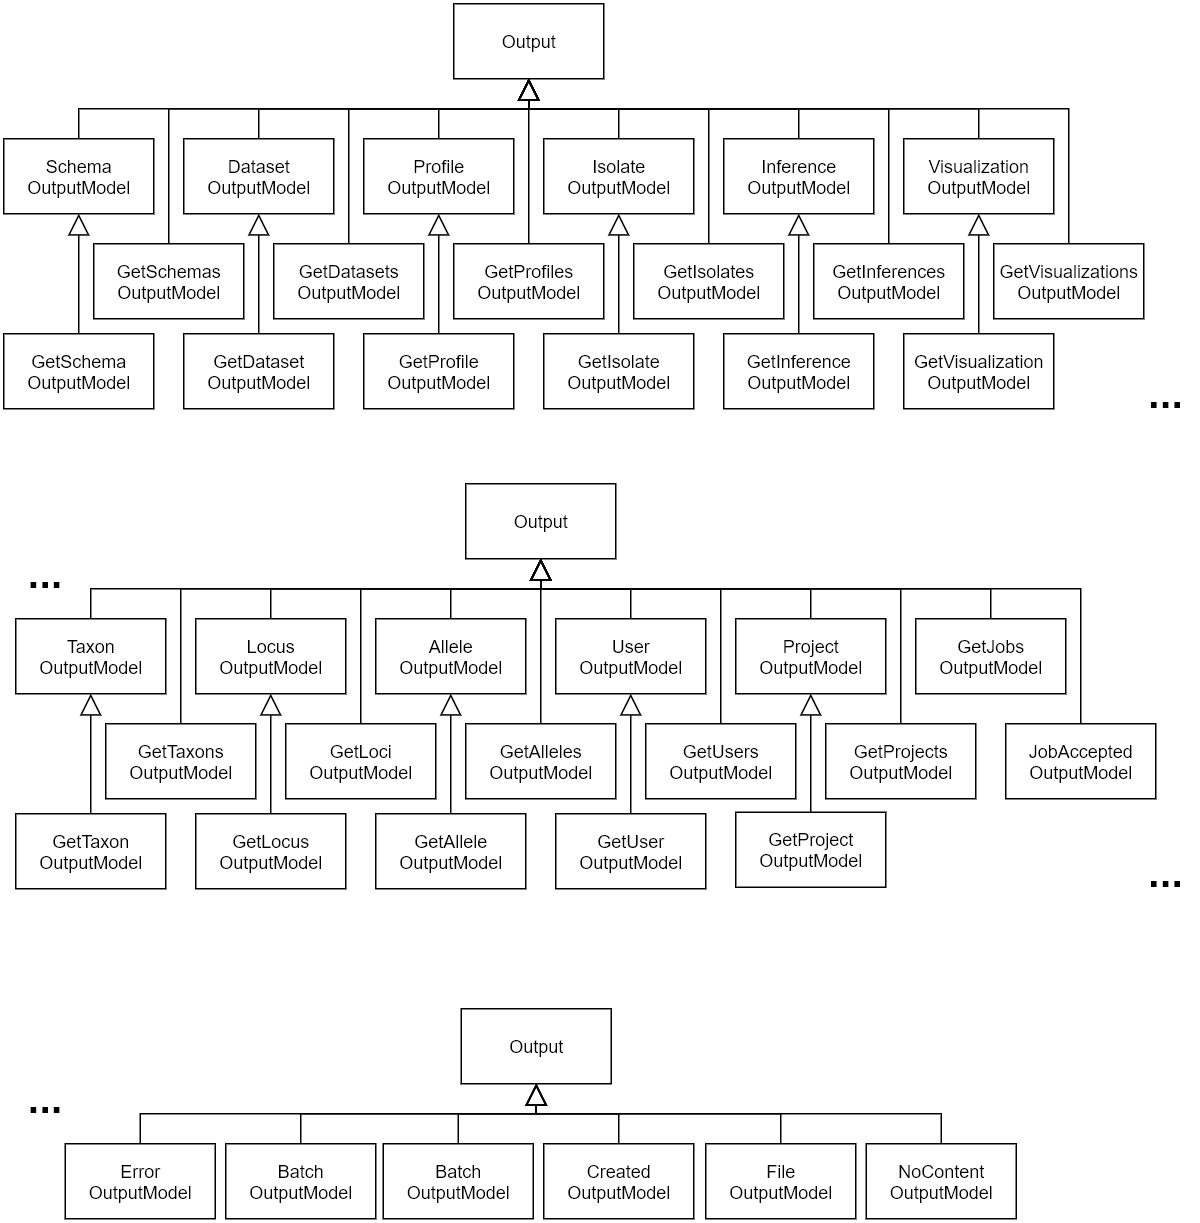 Output
Schema
OutputModel
Dataset
OutputModel
Profile
OutputModel
Isolate
OutputModel
Inference
OutputModel
Visualization
OutputModel
GetSchemas
OutputModel
GetDatasets
OutputModel
GetProfiles
OutputModel
GetIsolates
OutputModel
GetInferences
OutputModel
GetVisualizations
OutputModel
GetSchema
OutputModel
GetDataset
OutputModel
GetProfile
OutputModel
GetIsolate
OutputModel
GetInference
OutputModel
GetVisualization
OutputModel
...
Output
...
Taxon
OutputModel
Locus
OutputModel
Allele
OutputModel
User
OutputModel
Project
OutputModel
GetJobs
OutputModel
GetTaxons
OutputModel
GetLoci
OutputModel
GetAlleles
OutputModel
GetUsers
OutputModel
GetProjects
OutputModel
JobAccepted
OutputModel
GetTaxon
OutputModel
GetLocus
OutputModel
GetAllele
OutputModel
GetUser
OutputModel
GetProject
OutputModel
...
Output
...
Error
OutputModel
Batch
OutputModel
Batch
OutputModel
Created
OutputModel
File
OutputModel
NoContent
OutputModel